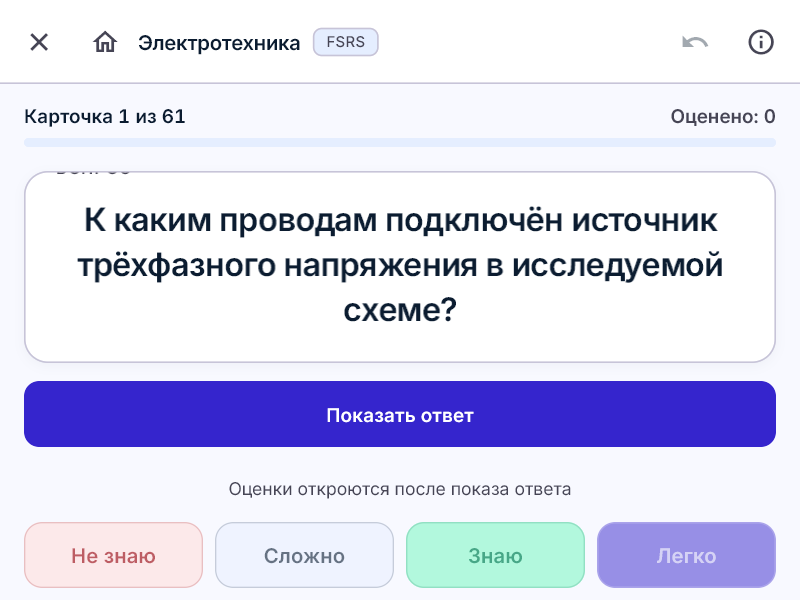 Электротехника
FSRS
Карточка 1 из 61
Оценено: 0
К каким проводам подключён источник
трёхфазного напряжения в исследуемой
схеме?
Показать ответ
Оценки откроются после показа ответа
Не знаю
Сложно
Знаю
Легко